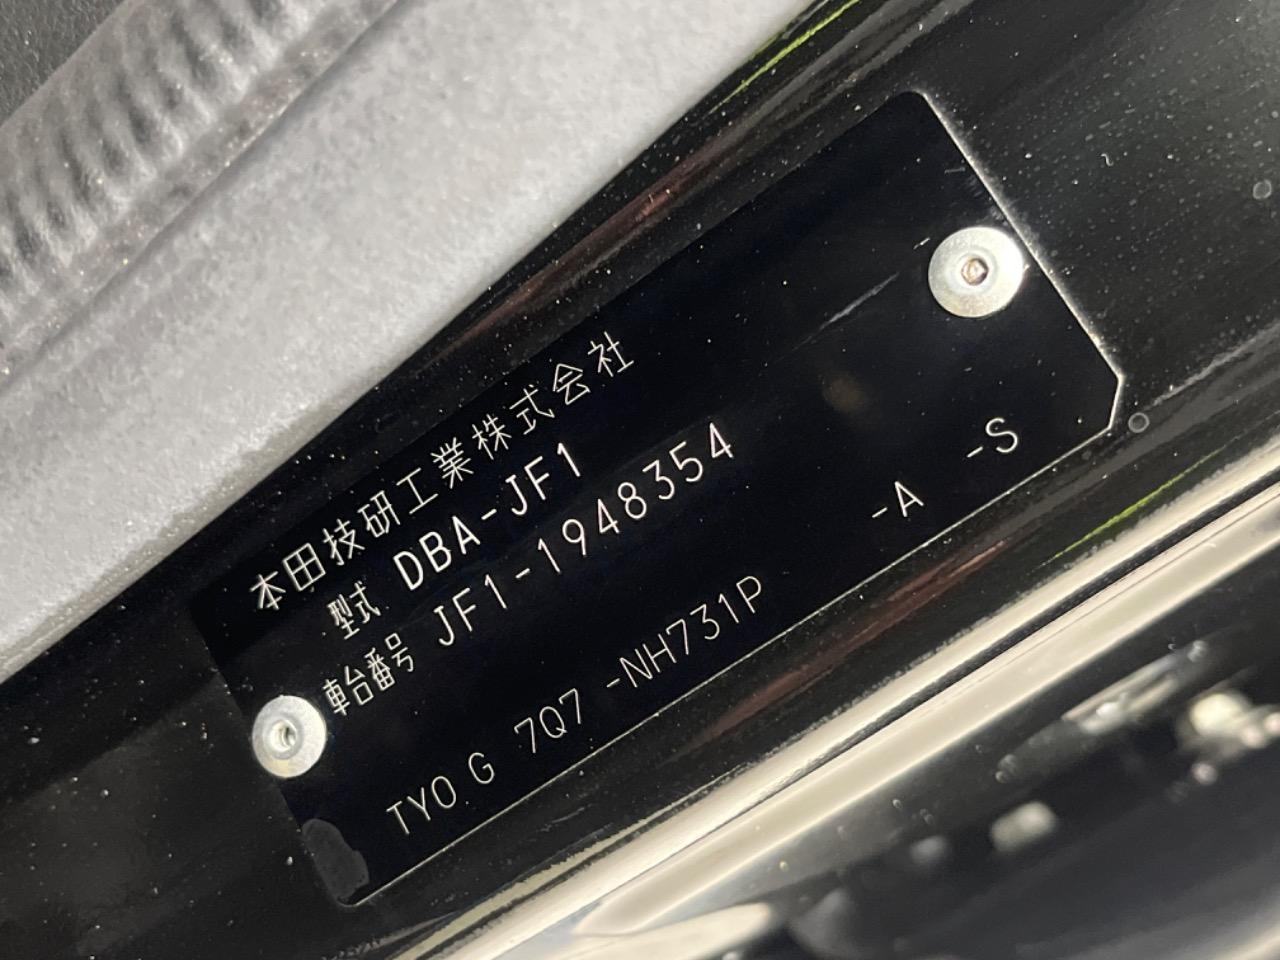 本田技研工業株式会社
型式 DBA-JF1
車台番号 JF1-1948354
TYO G 7Q7 -NH731P -A -S